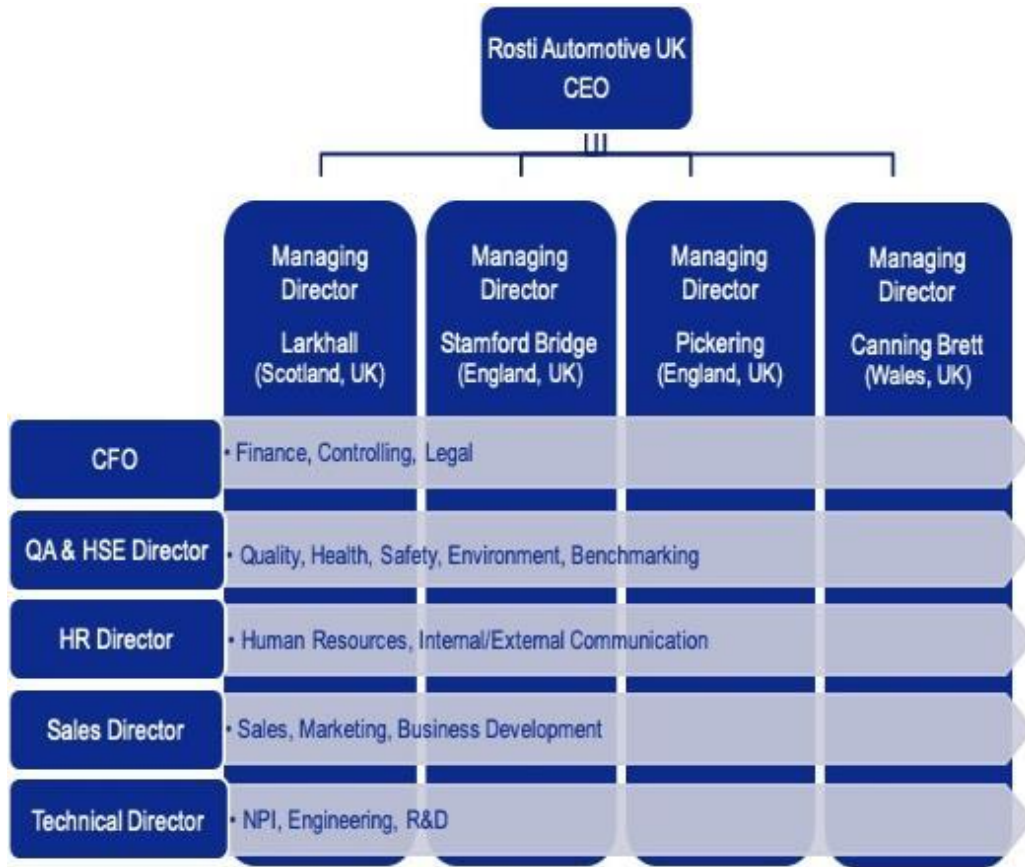 Rosti Automotive UK
CEO
Managing
Director
Larkhall
(Scotland, UK)
Managing
Director
Stamford Bridge
(England, UK)
Managing
Director
Pickering
(England, UK)
Managing
Director
Canning Brett
(Wales, UK)
CFO
• Finance, Controlling, Legal
QA & HSE Director
• Quality, Health, Safety, Environment, Benchmarking
HR Director
• Human Resources, Internal/External Communication
Sales Director
• Sales, Marketing, Business Development
Technical Director
• NPI, Engineering, R&D